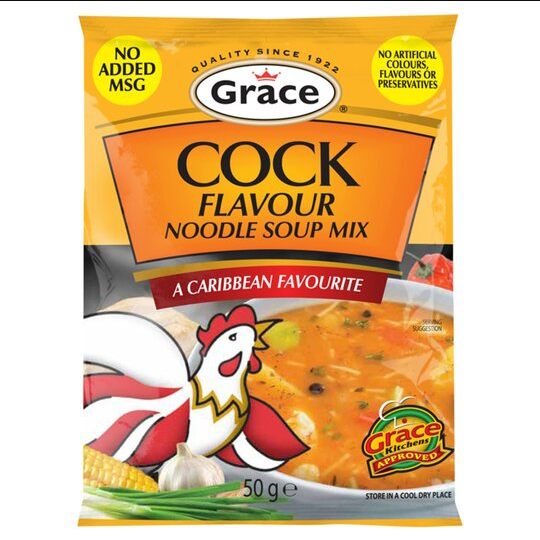 NO
ADDED
MSG
QUALITY SINCE 1922
Grace
®
NO ARTIFICIAL
COLOURS,
FLAVOURS OR
PRESERVATIVES
COCK
FLAVOUR
NOODLE SOUP MIX
A CARIBBEAN FAVOURITE
SERVING
SUGGESTION
Grace
Kitchens
APPROVED
50 g e
STORE IN A COOL DRY PLACE